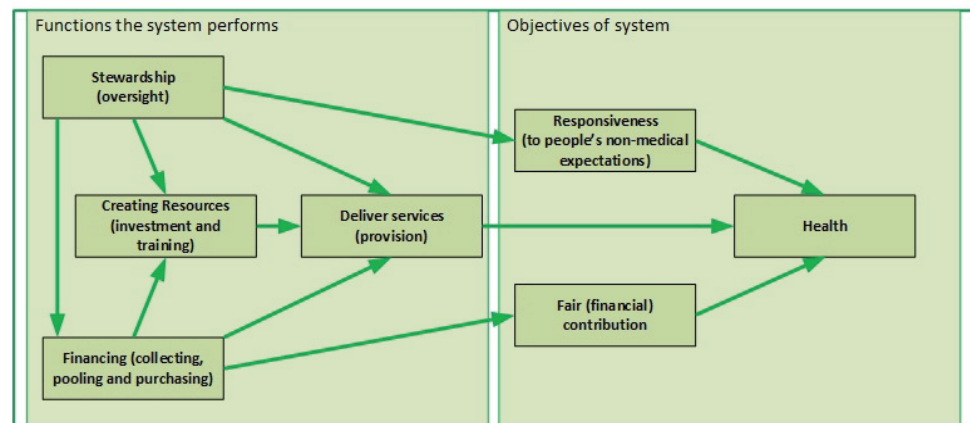 Functions the system performs
Objectives of system
Stewardship
(oversight)
Responsiveness
(to people's non-medical
expectations)
Creating Resources
(investment and
training)
Deliver services
(provision)
Health
Fair (financial)
contribution
Financing (collecting,
pooling and purchasing)